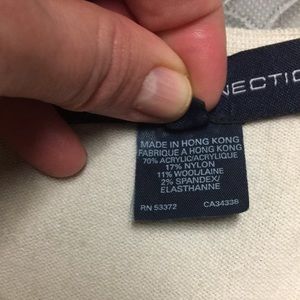 NECTIO
MADE IN HONG KONG
FABRIQUE A HONG KONG
70% ACRYLIC/ACRYLIQUE
17% NYLON
11% WOOL/LAINE
2% SPANDEX/
ELASTHANNE
RN 53372 CA34338